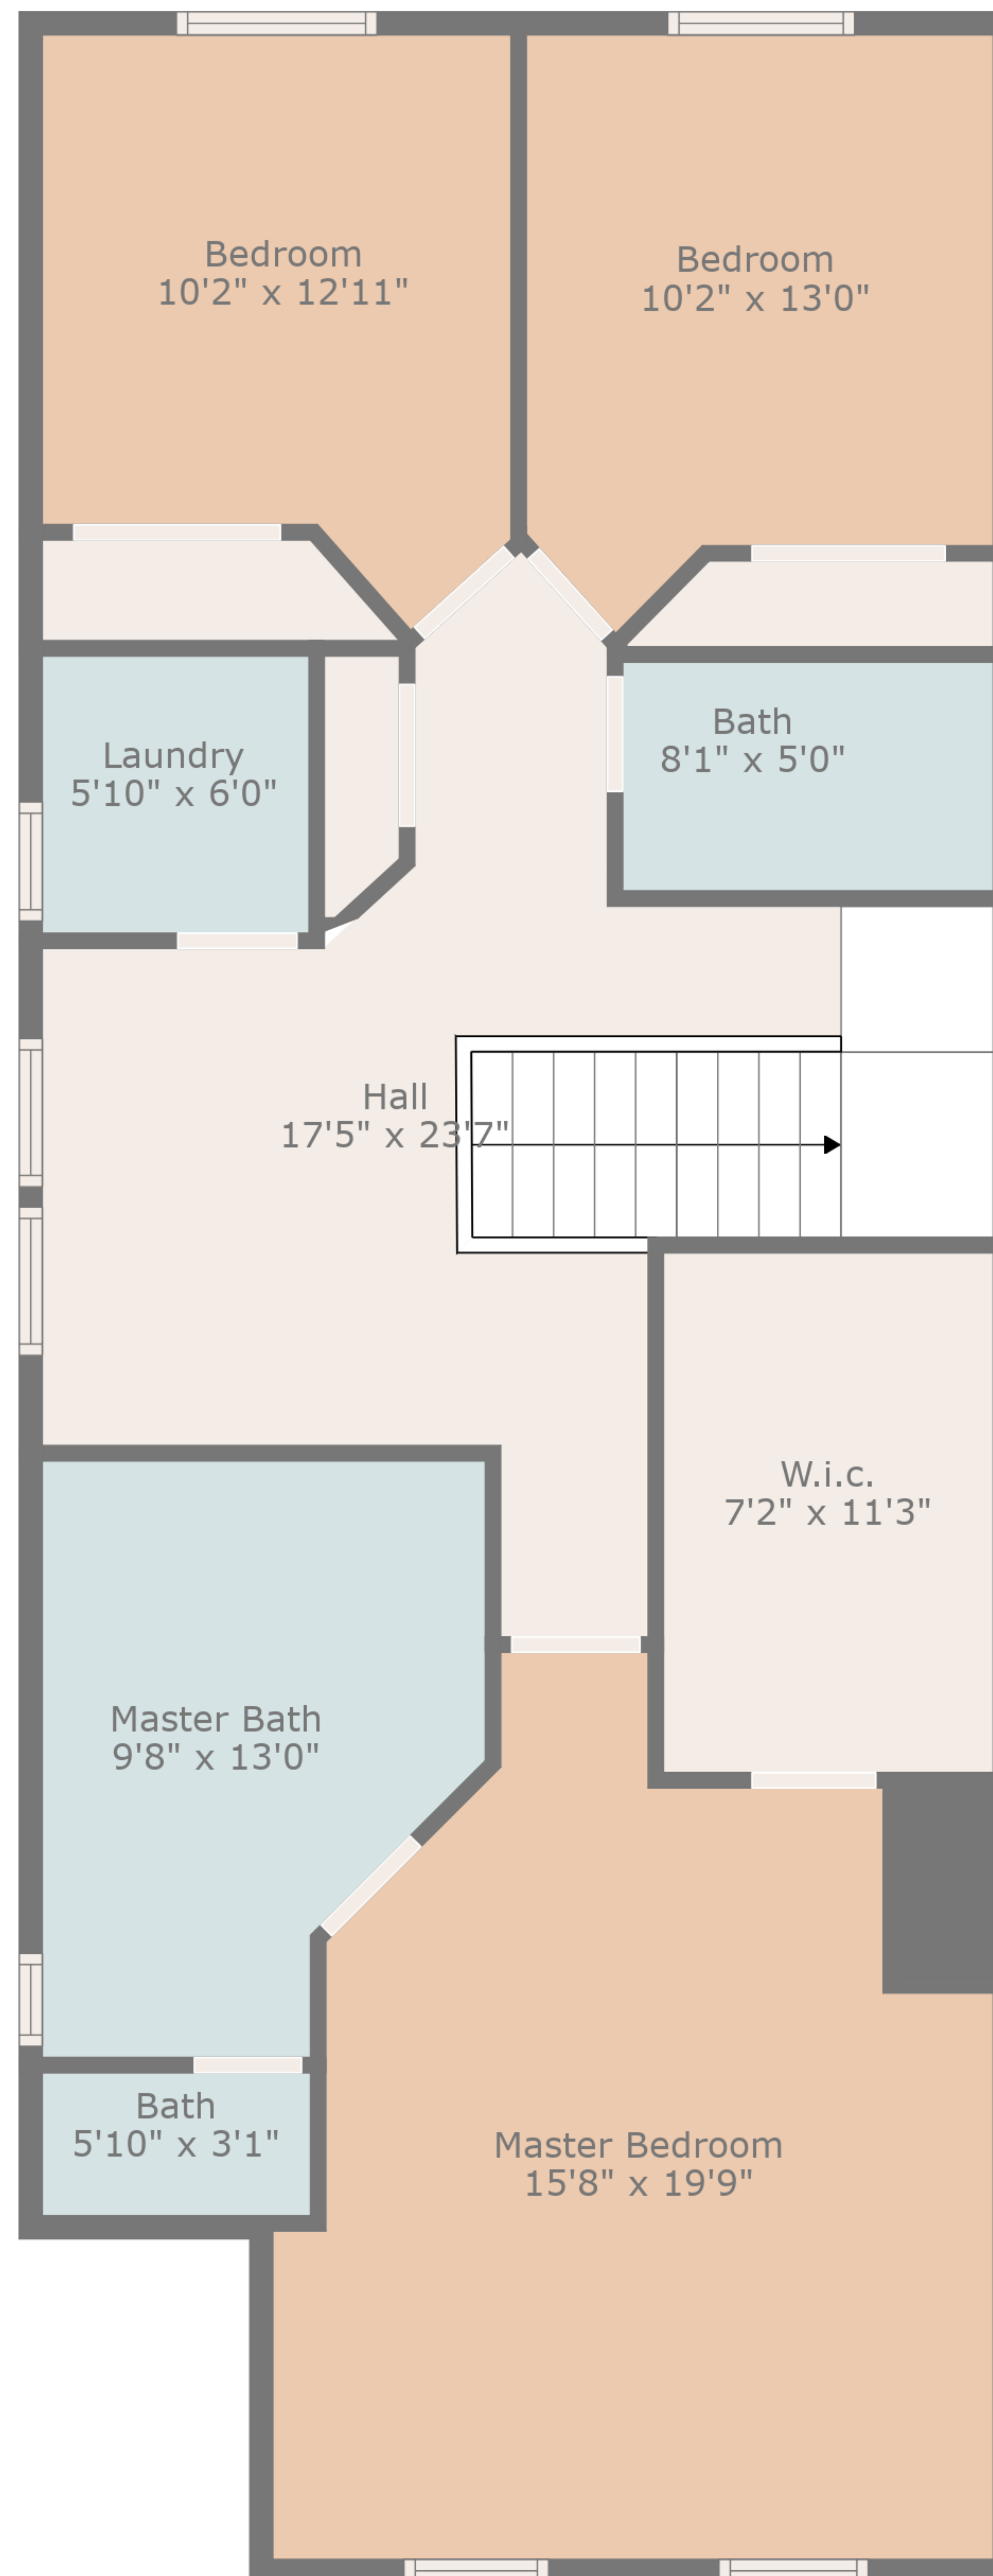 Bedroom
10'2" x 12'11"
Bedroom
10'2" x 13'0"
Laundry
5'10" x 6'0"
Bath
8'1" x 5'0"
Hall
17'5" x 23'7"
W.i.c.
7'2" x 11'3"
Master Bath
9'8" x 13'0"
Bath
5'10" x 3'1"
Master Bedroom
15'8" x 19'9"